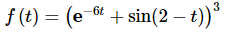 f(t) = (e⁻⁶ᵗ + sin(2 − t))³